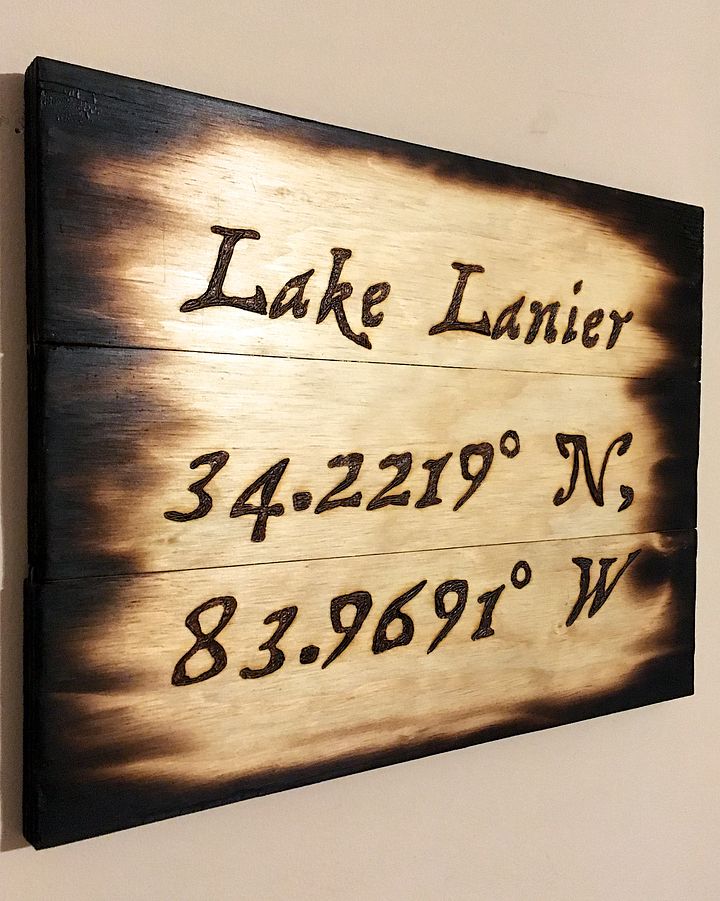 Lake Lanier
34.2219° N,
83.9691° W